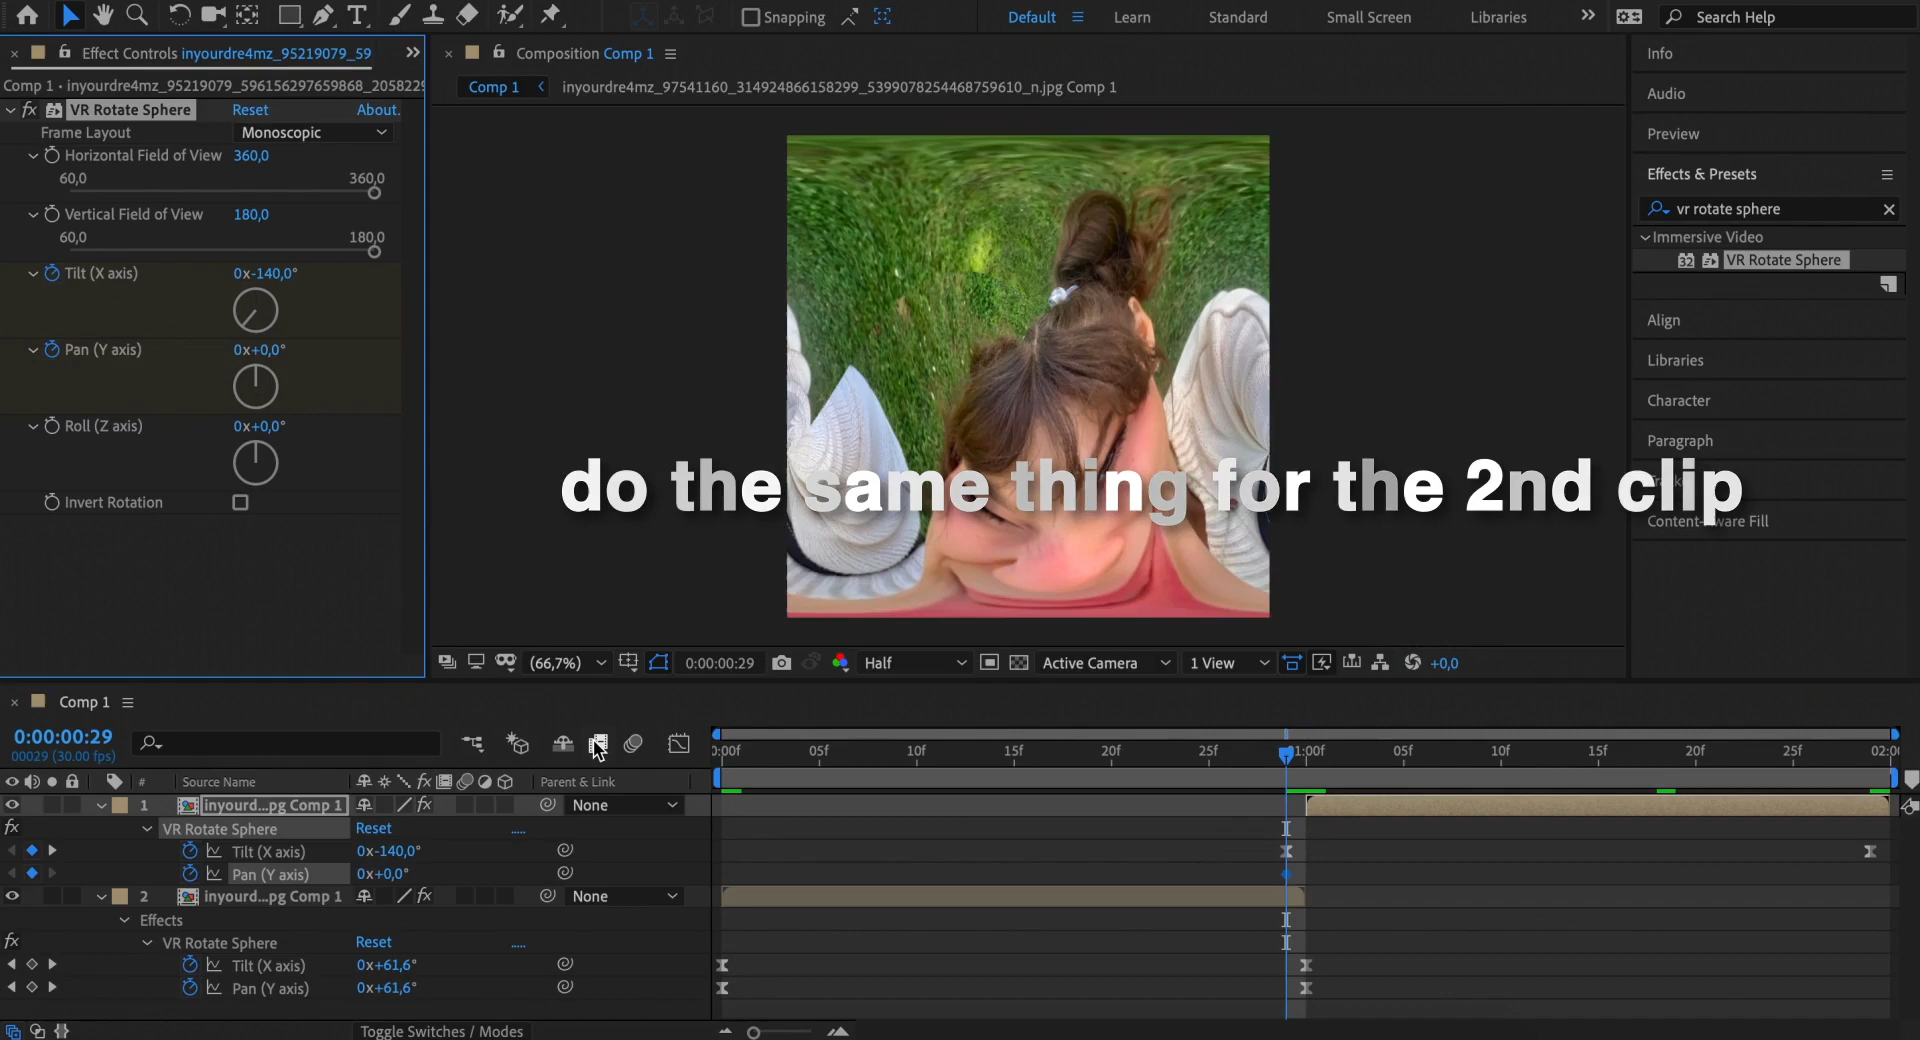 Snapping
Default
Learn
Standard
Small Screen
Libraries
Search Help
Effect Controls inyourdre4mz_95219079_59
Comp 1 • inyourdre4mz_95219079_596156297659868_2058229
fx VR Rotate Sphere Reset About.
Frame Layout Monoscopic
Horizontal Field of View 360,0
60,0 360,0
Vertical Field of View 180,0
60,0 180,0
Tilt (X axis) 0x-140,0°
Pan (Y axis) 0x+0,0°
Roll (Z axis) 0x+0,0°
Invert Rotation
Composition Comp 1
Comp 1 inyourdre4mz_97541160_314924866158299_5399078254468759610_n.jpg Comp 1
do the same thing for the 2nd clip
(66,7%) 0:00:00:29 Half Active Camera 1 View +0,0
Info
Audio
Preview
Effects & Presets
vr rotate sphere
Immersive Video
32 VR Rotate Sphere
Align
Libraries
Character
Paragraph
Comp 1
0:00:00:29
00029 (30.00 fps)
0:00f 05f 10f 15f 20f 25f 01:00f 05f 10f 15f 20f 25f 02:0
# Source Name fx Parent & Link
1 inyourd...pg Comp 1 fx None
fx VR Rotate Sphere Reset .....
Tilt (X axis) 0x-140,0°
Pan (Y axis) 0x+0,0°
2 inyourd...pg Comp 1 fx None
Effects
fx VR Rotate Sphere Reset .....
Tilt (X axis) 0x+61,6°
Pan (Y axis) 0x+61,6°
Toggle Switches / Modes